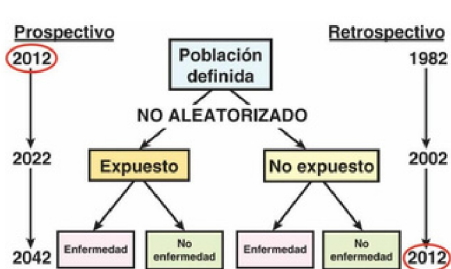 Prospectivo
Retrospectivo
2012
Población
definida
1982
NO ALEATORIZADO
2022
Expuesto
No expuesto
2002
2042
Enfermedad
No
enfermedad
Enfermedad
No
enfermedad
2012